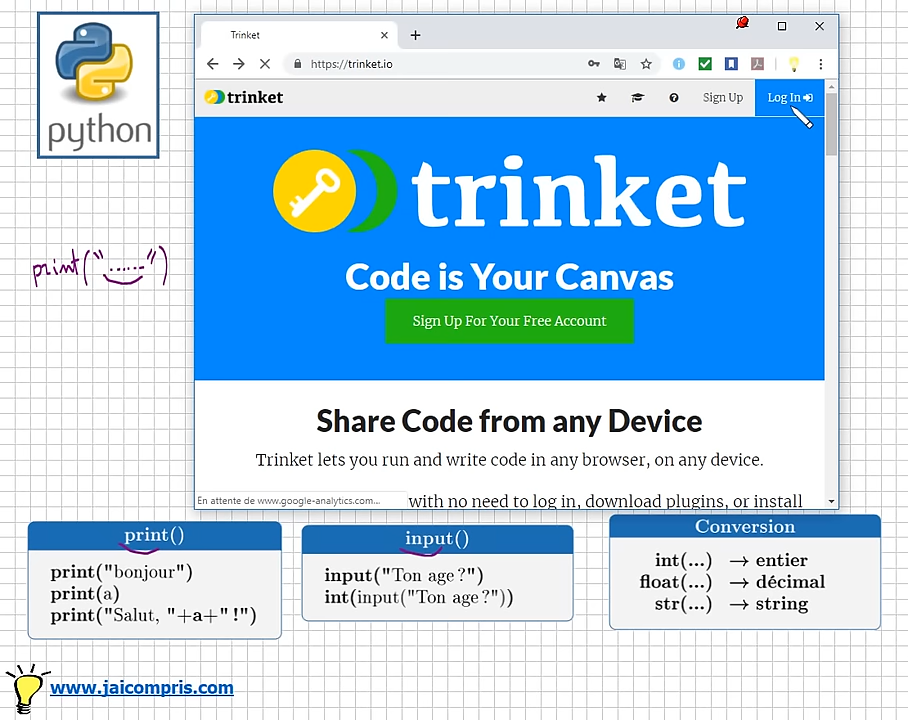 python
Trinket
https://trinket.io
trinket
Sign Up
Log In
trinket
Code is Your Canvas
Sign Up For Your Free Account
print("......")
Share Code from any Device
Trinket lets you run and write code in any browser, on any device.
En attente de www.google-analytics.com...
with no need to log in, download plugins, or install
print()
print("bonjour")
print(a)
print("Salut, "+a+" !")
input()
input("Ton age ?")
int(input("Ton age ?"))
Conversion
int(...) → entier
float(...) → décimal
str(...) → string
www.jaicompris.com